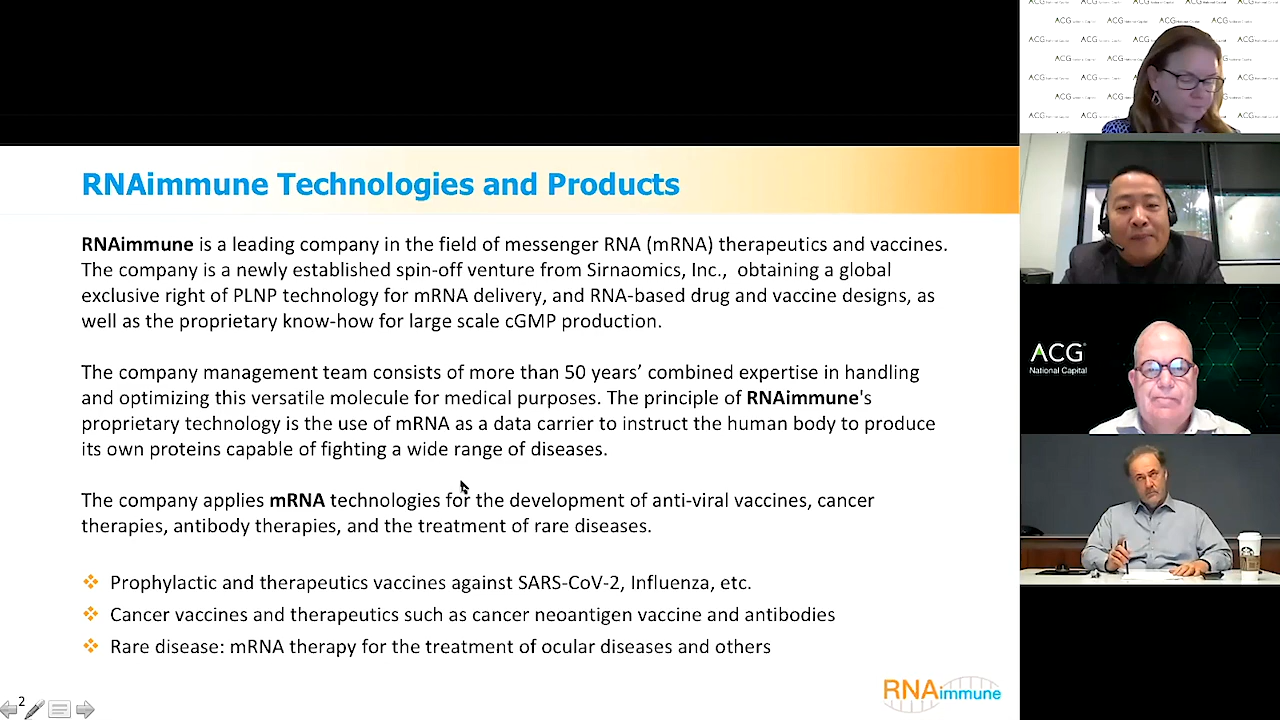 RNAimmune Technologies and Products
RNAimmune is a leading company in the field of messenger RNA (mRNA) therapeutics and vaccines.
The company is a newly established spin-off venture from Sirnaomics, Inc., obtaining a global
exclusive right of PLNP technology for mRNA delivery, and RNA-based drug and vaccine designs, as
well as the proprietary know-how for large scale cGMP production.
The company management team consists of more than 50 years’ combined expertise in handling
and optimizing this versatile molecule for medical purposes. The principle of RNAimmune's
proprietary technology is the use of mRNA as a data carrier to instruct the human body to produce
its own proteins capable of fighting a wide range of diseases.
The company applies mRNA technologies for the development of anti-viral vaccines, cancer
therapies, antibody therapies, and the treatment of rare diseases.
Prophylactic and therapeutics vaccines against SARS-CoV-2, Influenza, etc.
Cancer vaccines and therapeutics such as cancer neoantigen vaccine and antibodies
Rare disease: mRNA therapy for the treatment of ocular diseases and others
RNAimmune
2
ACG
National Capital